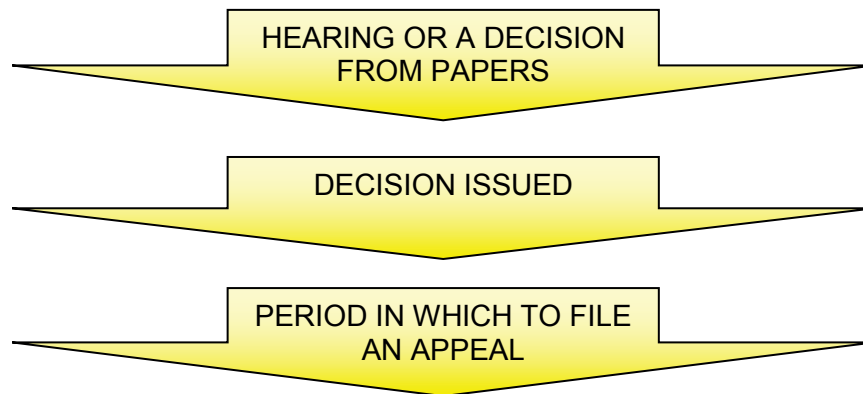 HEARING OR A DECISION
FROM PAPERS
DECISION ISSUED
PERIOD IN WHICH TO FILE
AN APPEAL